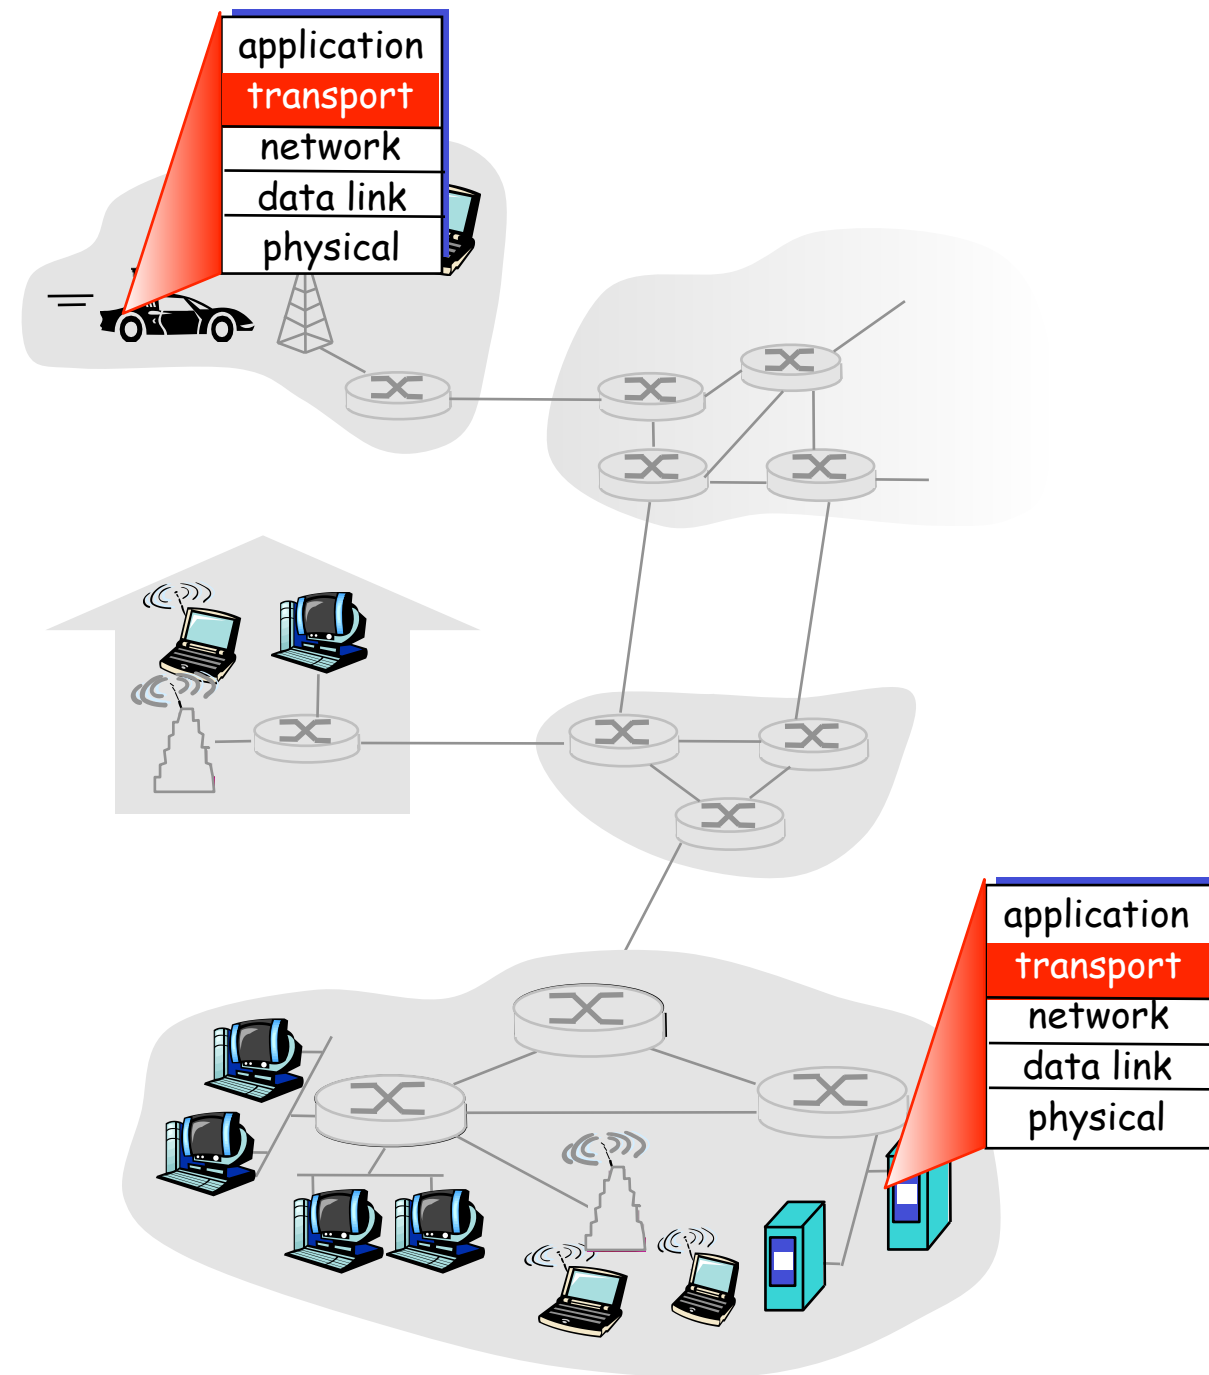 application
transport
network
data link
physical
application
transport
network
data link
physical